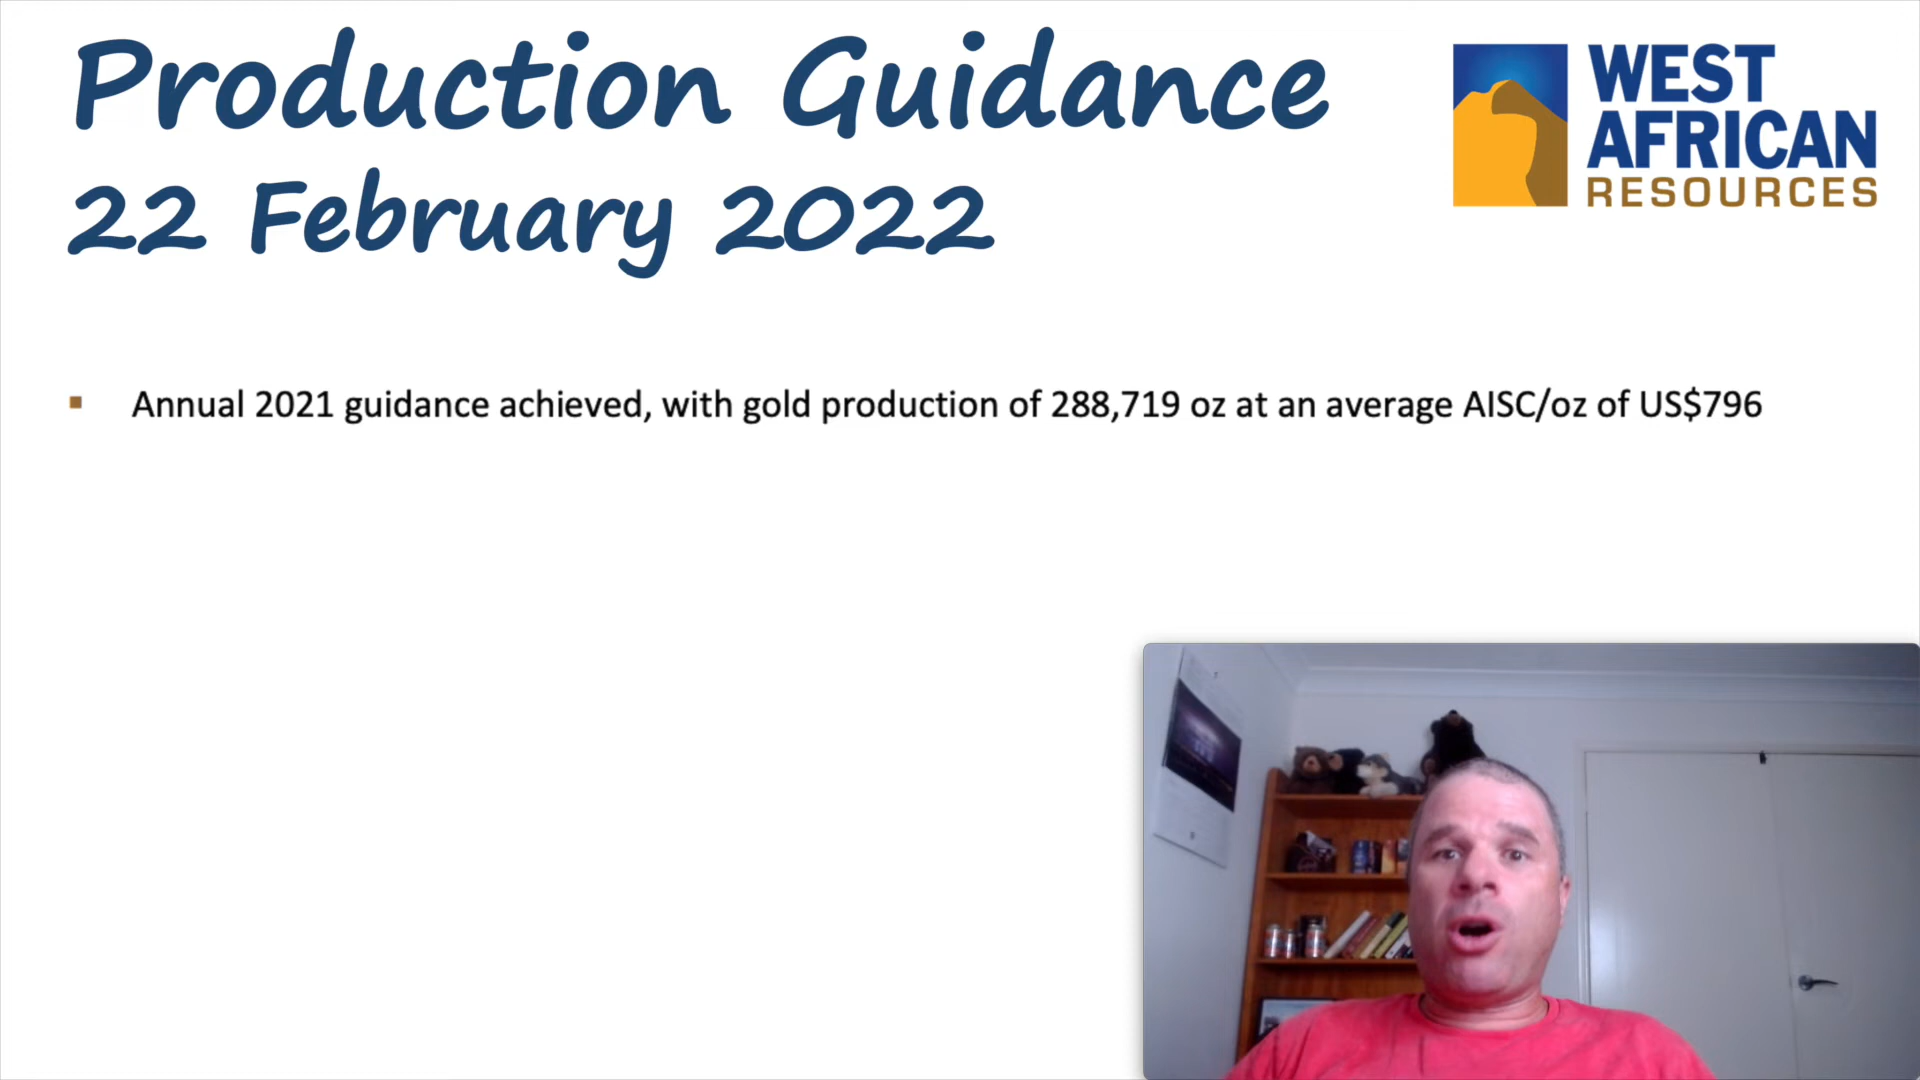 Production Guidance
22 February 2022
WEST
AFRICAN
RESOURCES
Annual 2021 guidance achieved, with gold production of 288,719 oz at an average AISC/oz of US$796